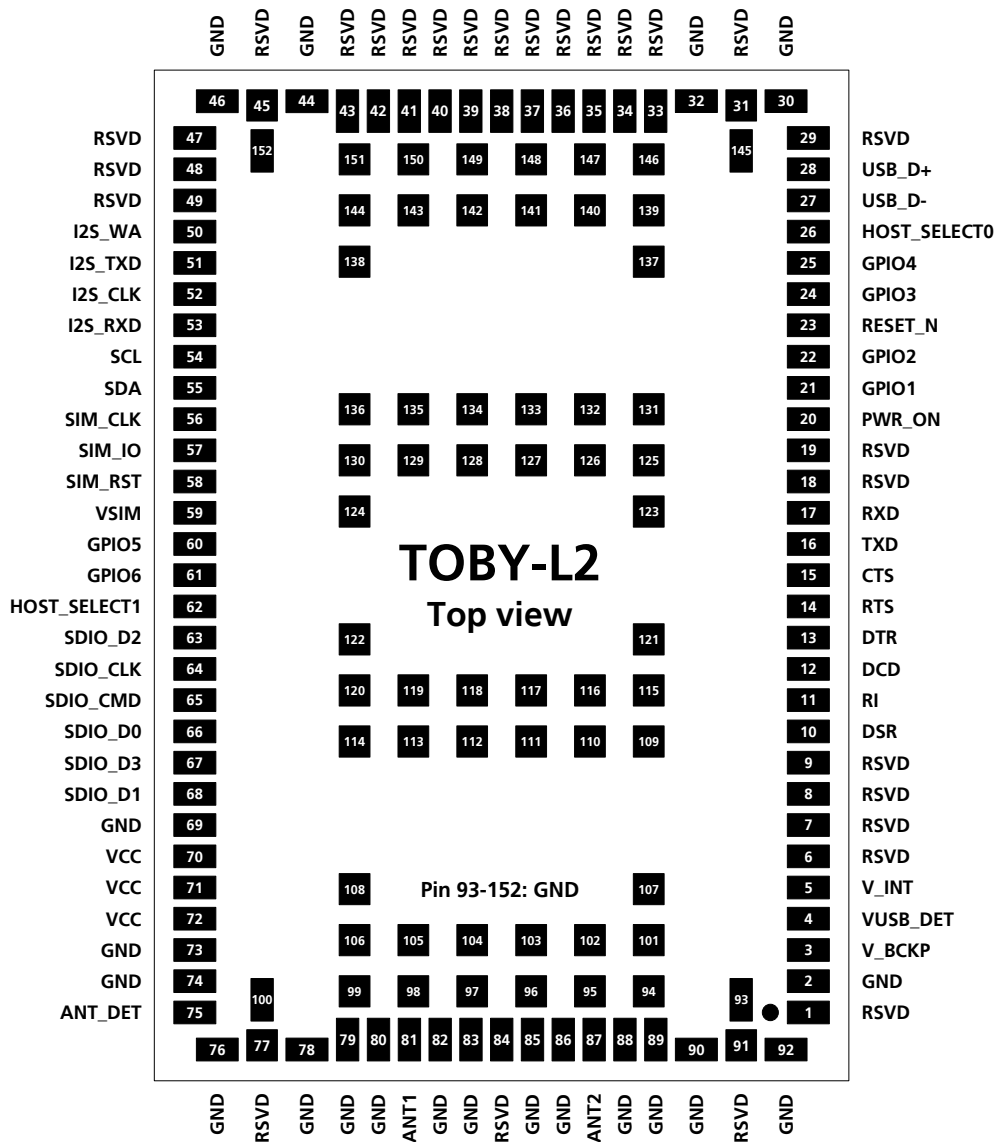 GND RSVD GND RSVD RSVD RSVD RSVD RSVD RSVD RSVD RSVD RSVD RSVD RSVD GND RSVD GND
46 45 44 43 42 41 40 39 38 37 36 35 34 33 32 31 30
RSVD 47 152 151 150 149 148 147 146 145 29 RSVD
RSVD 48 28 USB_D+
RSVD 49 144 143 142 141 140 139 27 USB_D-
I2S_WA 50 26 HOST_SELECT0
I2S_TXD 51 138 137 25 GPIO4
I2S_CLK 52 24 GPIO3
I2S_RXD 53 23 RESET_N
SCL 54 22 GPIO2
SDA 55 21 GPIO1
SIM_CLK 56 136 135 134 133 132 131 20 PWR_ON
SIM_IO 57 130 129 128 127 126 125 19 RSVD
SIM_RST 58 18 RSVD
VSIM 59 124 123 17 RXD
GPIO5 60 16 TXD
TOBY-L2
GPIO6 61 15 CTS
HOST_SELECT1 62 Top view 14 RTS
SDIO_D2 63 122 121 13 DTR
SDIO_CLK 64 12 DCD
SDIO_CMD 65 120 119 118 117 116 115 11 RI
SDIO_D0 66 114 113 112 111 110 109 10 DSR
SDIO_D3 67 9 RSVD
SDIO_D1 68 8 RSVD
GND 69 7 RSVD
VCC 70 6 RSVD
VCC 71 108 Pin 93-152: GND 107 5 V_INT
VCC 72 4 VUSB_DET
GND 73 106 105 104 103 102 101 3 V_BCKP
GND 74 100 99 98 97 96 95 94 93 2 GND
ANT_DET 75 1 RSVD
76 77 78 79 80 81 82 83 84 85 86 87 88 89 90 91 92
GND RSVD GND GND GND ANT1 GND GND RSVD GND GND ANT2 GND GND GND RSVD GND